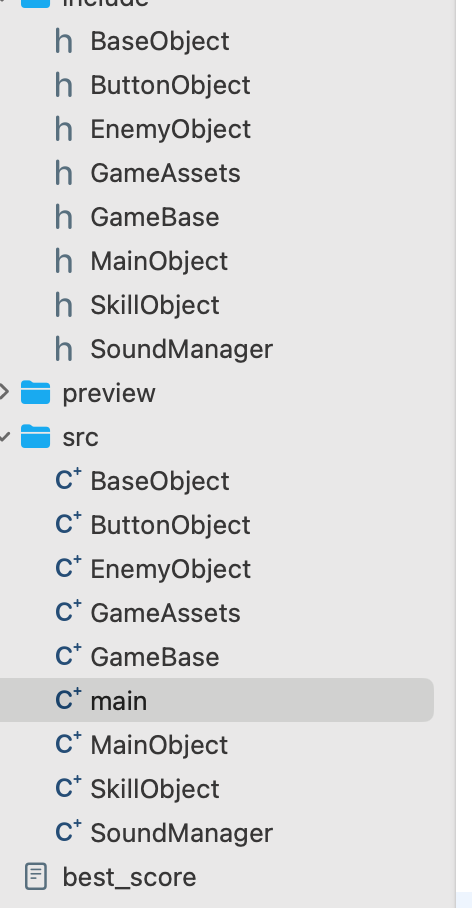 include
h BaseObject
h ButtonObject
h EnemyObject
h GameAssets
h GameBase
h MainObject
h SkillObject
h SoundManager
preview
src
C+ BaseObject
C+ ButtonObject
C+ EnemyObject
C+ GameAssets
C+ GameBase
C+ main
C+ MainObject
C+ SkillObject
C+ SoundManager
best_score